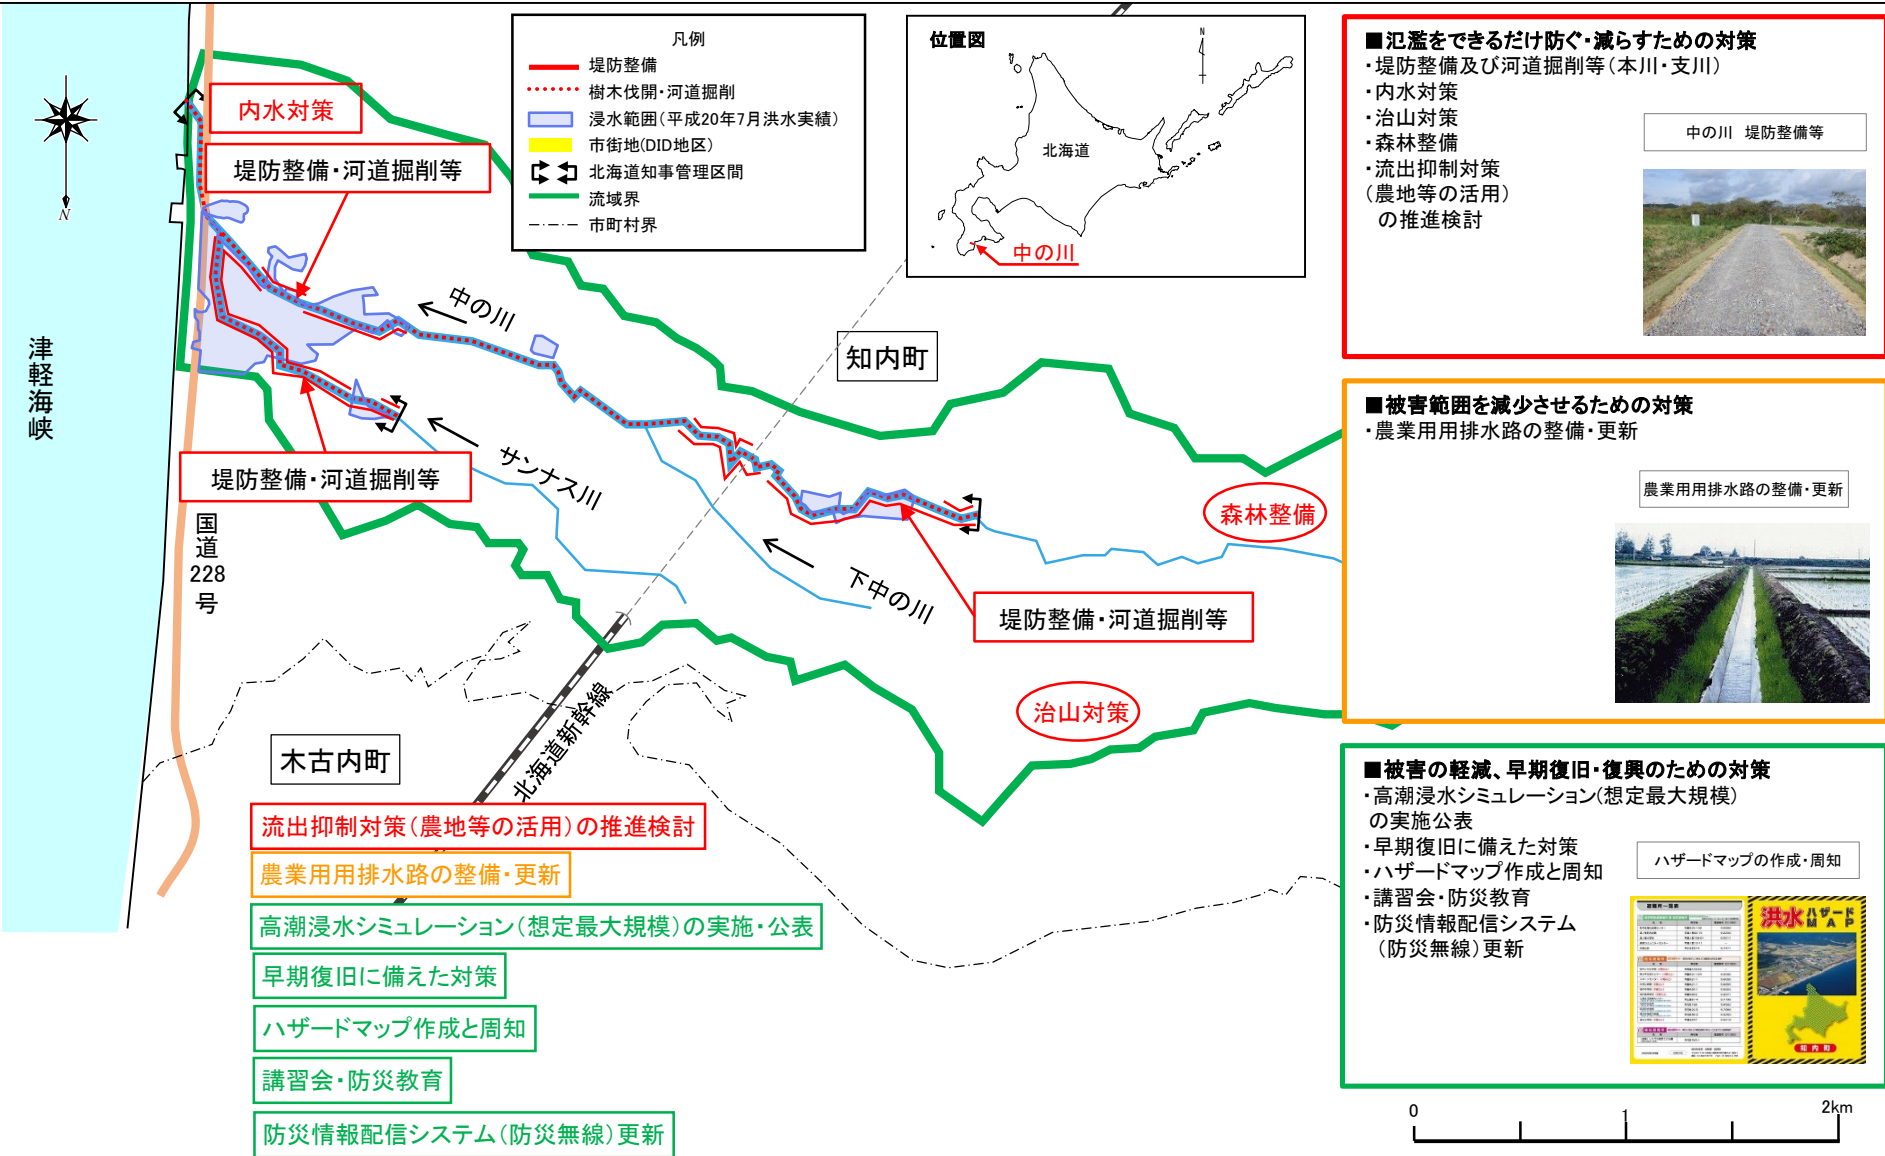 凡例
堤防整備
樹木伐開・河道掘削
浸水範囲(平成20年7月洪水実績)
市街地(DID地区)
北海道知事管理区間
流域界
市町村界
位置図
N
北海道
中の川
N
内水対策
堤防整備・河道掘削等
中の川
知内町
津軽海峡
サンナス川
堤防整備・河道掘削等
国道
228
号
森林整備
下中の川
堤防整備・河道掘削等
治山対策
北海道新幹線
木古内町
流出抑制対策(農地等の活用)の推進検討
農業用用排水路の整備・更新
高潮浸水シミュレーション(想定最大規模)の実施・公表
早期復旧に備えた対策
ハザードマップ作成と周知
講習会・防災教育
防災情報配信システム(防災無線)更新
■氾濫をできるだけ防ぐ・減らすための対策
・堤防整備及び河道掘削等(本川・支川)
・内水対策
・治山対策
・森林整備
・流出抑制対策
(農地等の活用)
の推進検討
中の川 堤防整備等
■被害範囲を減少させるための対策
・農業用用排水路の整備・更新
農業用用排水路の整備・更新
■被害の軽減、早期復旧・復興のための対策
・高潮浸水シミュレーション(想定最大規模)
の実施公表
・早期復旧に備えた対策
・ハザードマップ作成と周知
・講習会・防災教育
・防災情報配信システム
(防災無線)更新
ハザードマップの作成・周知
洪水ハザード
MAP
知内町
0 1 2km